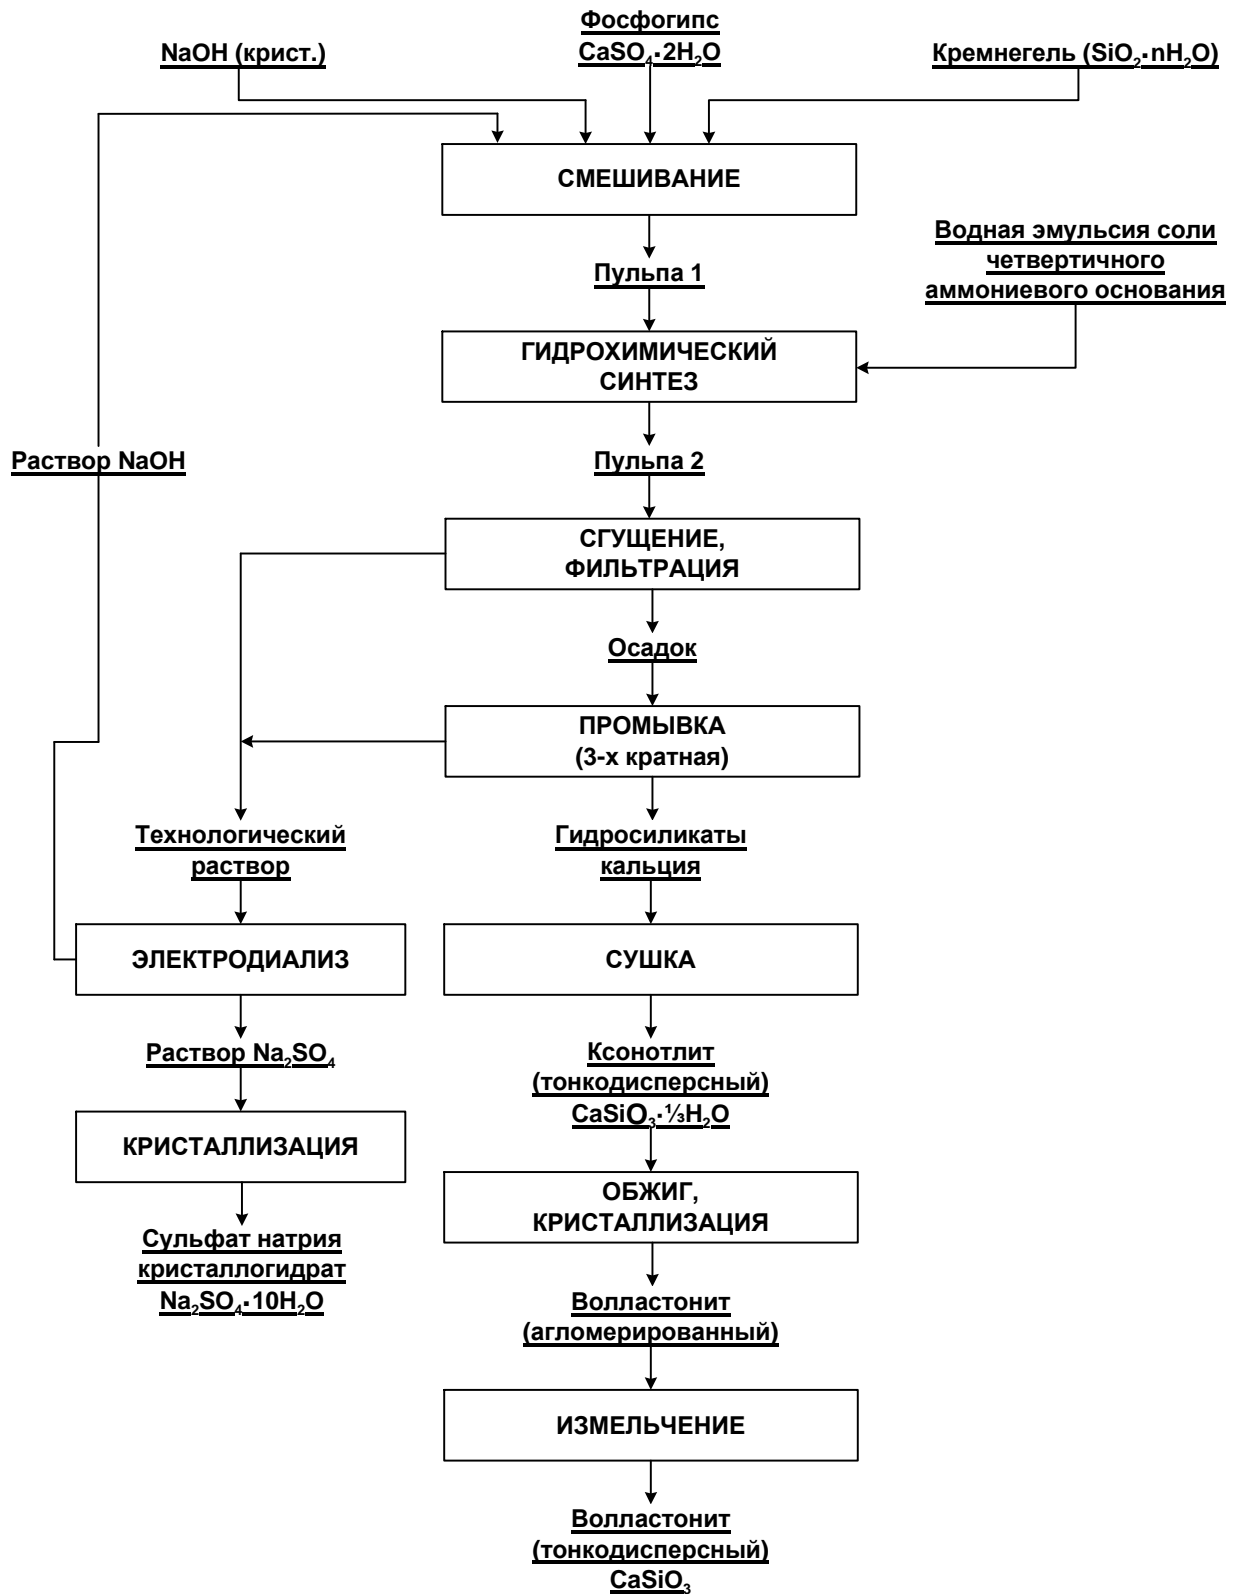 Фосфогипс
NaOH (крист.)
CaSO₄·2H₂O
Кремнегель (SiO₂·nH₂O)
СМЕШИВАНИЕ
Водная эмульсия соли
четвертичного
аммониевого основания
Пульпа 1
ГИДРОХИМИЧЕСКИЙ
СИНТЕЗ
Раствор NaOH
Пульпа 2
СГУЩЕНИЕ,
ФИЛЬТРАЦИЯ
Осадок
ПРОМЫВКА
(3-х кратная)
Технологический
раствор
Гидросиликаты
кальция
ЭЛЕКТРОДИАЛИЗ
СУШКА
Раствор Na₂SO₄
Ксонотлит
(тонкодисперсный)
CaSiO₃·⅓H₂O
КРИСТАЛЛИЗАЦИЯ
ОБЖИГ,
КРИСТАЛЛИЗАЦИЯ
Сульфат натрия
кристаллогидрат
Na₂SO₄·10H₂O
Волластонит
(агломерированный)
ИЗМЕЛЬЧЕНИЕ
Волластонит
(тонкодисперсный)
CaSiO₃